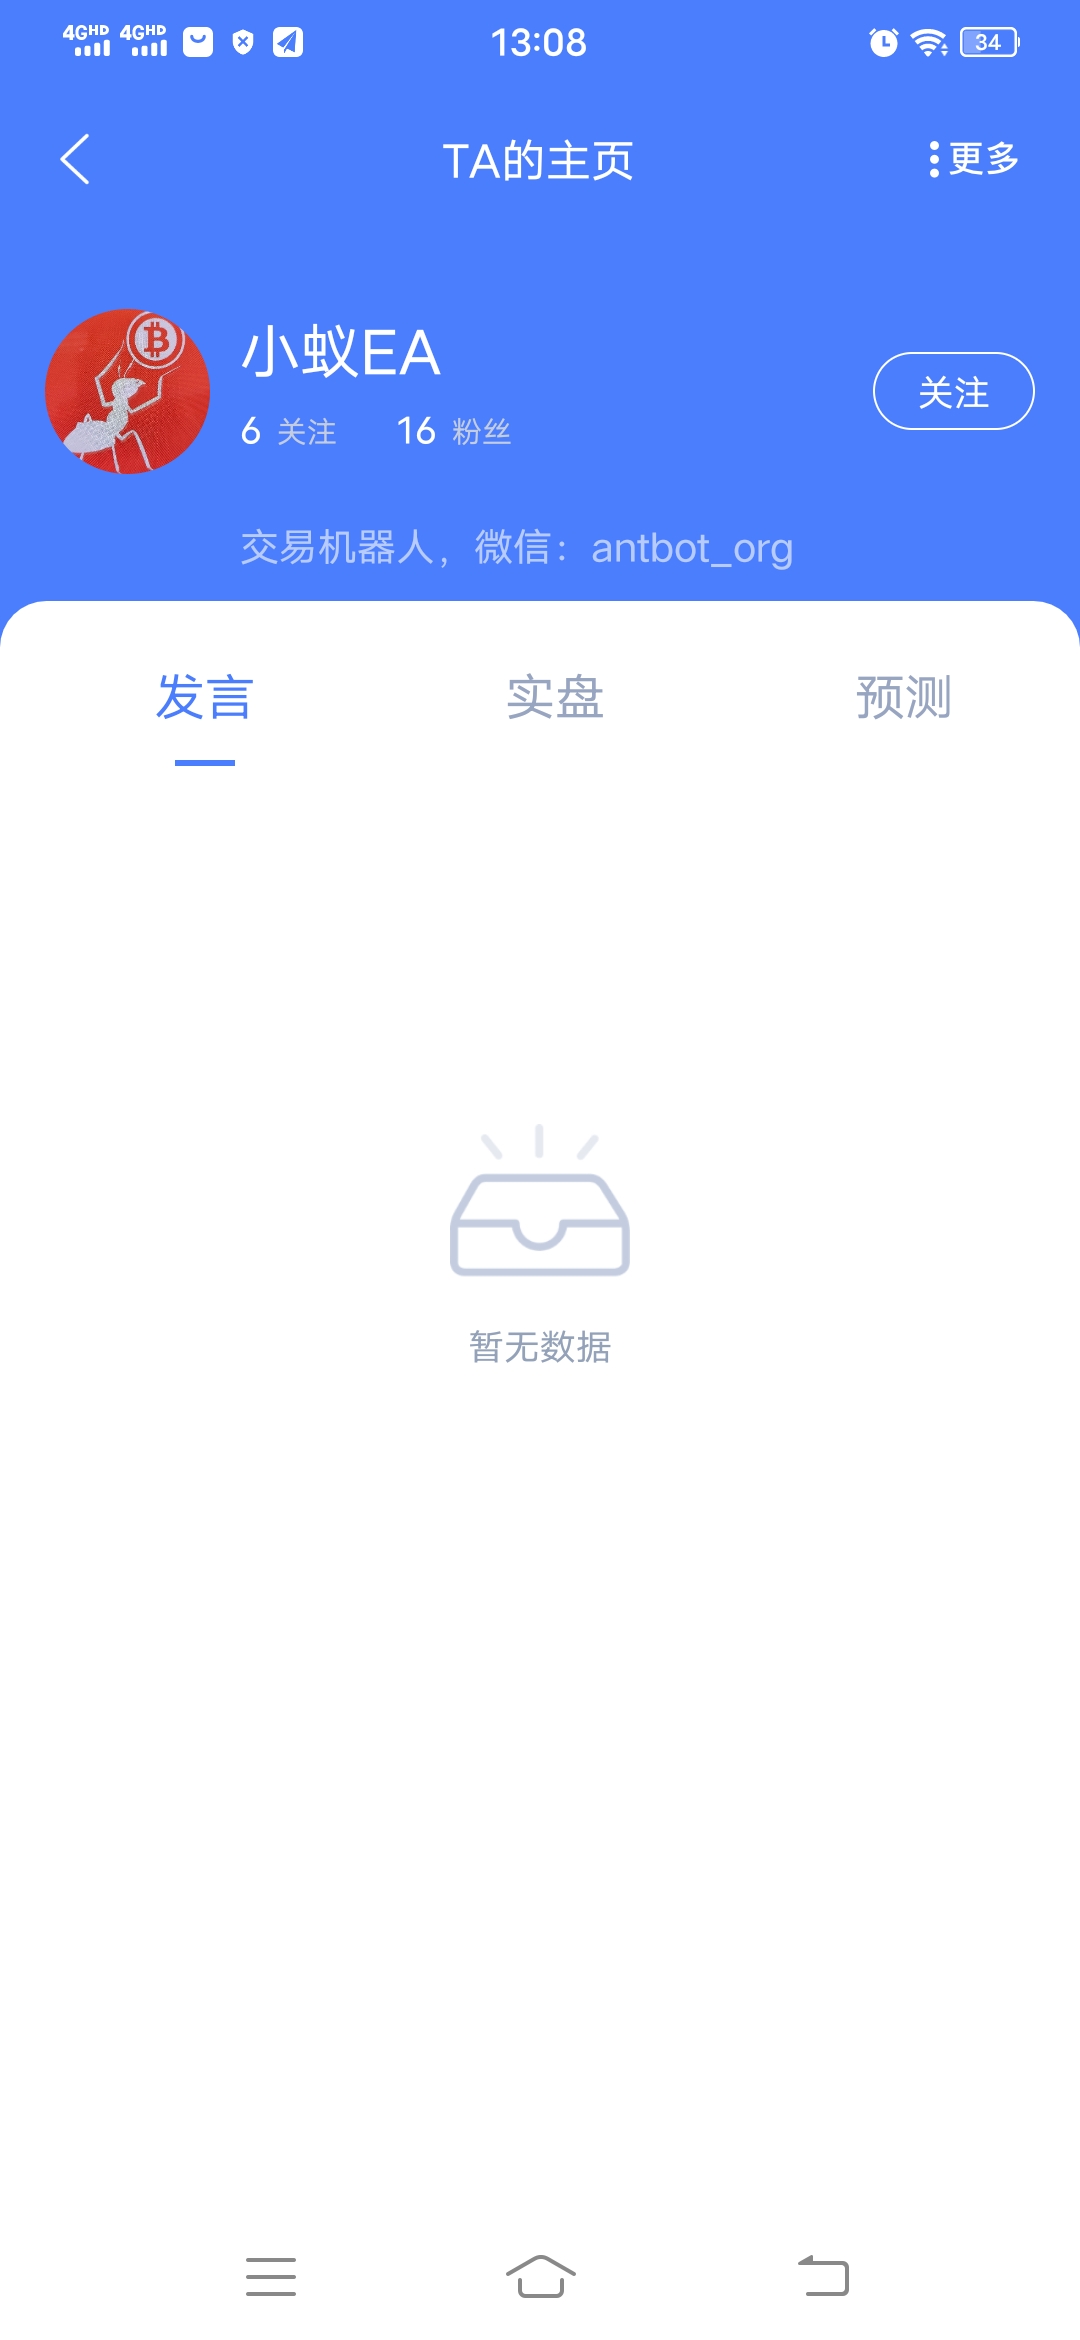 4GHD 4GHD 13:08 34
TA的主页 更多
小蚁EA
6 关注 16 粉丝 关注
交易机器人，微信：antbot_org
发言 实盘 预测
暂无数据